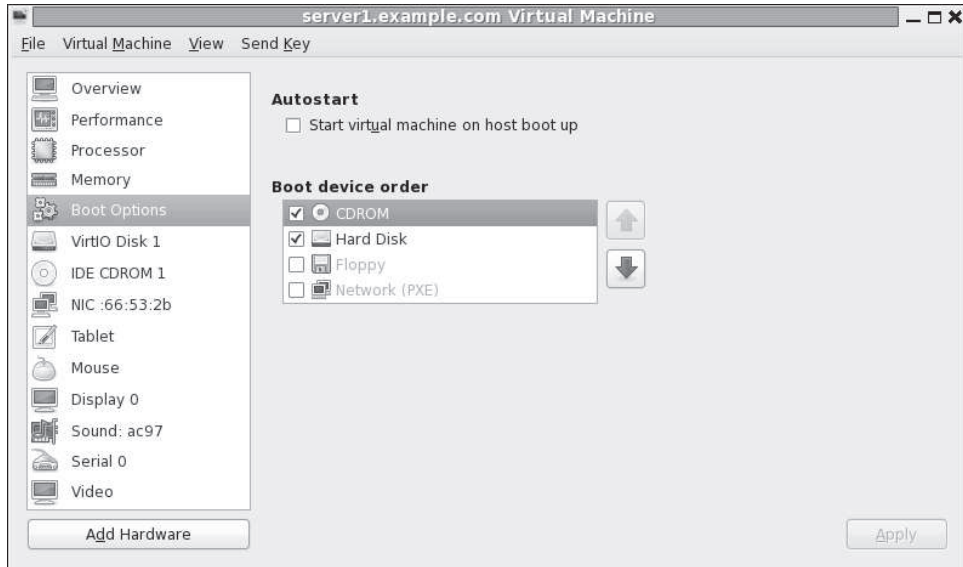 server1.example.com Virtual Machine
File Virtual Machine View Send Key
Overview
Performance
Processor
Memory
Boot Options
VirtIO Disk 1
IDE CDROM 1
NIC :66:53:2b
Tablet
Mouse
Display 0
Sound: ac97
Serial 0
Video
Add Hardware
Autostart
Start virtual machine on host boot up
Boot device order
CDROM
Hard Disk
Floppy
Network (PXE)
Apply